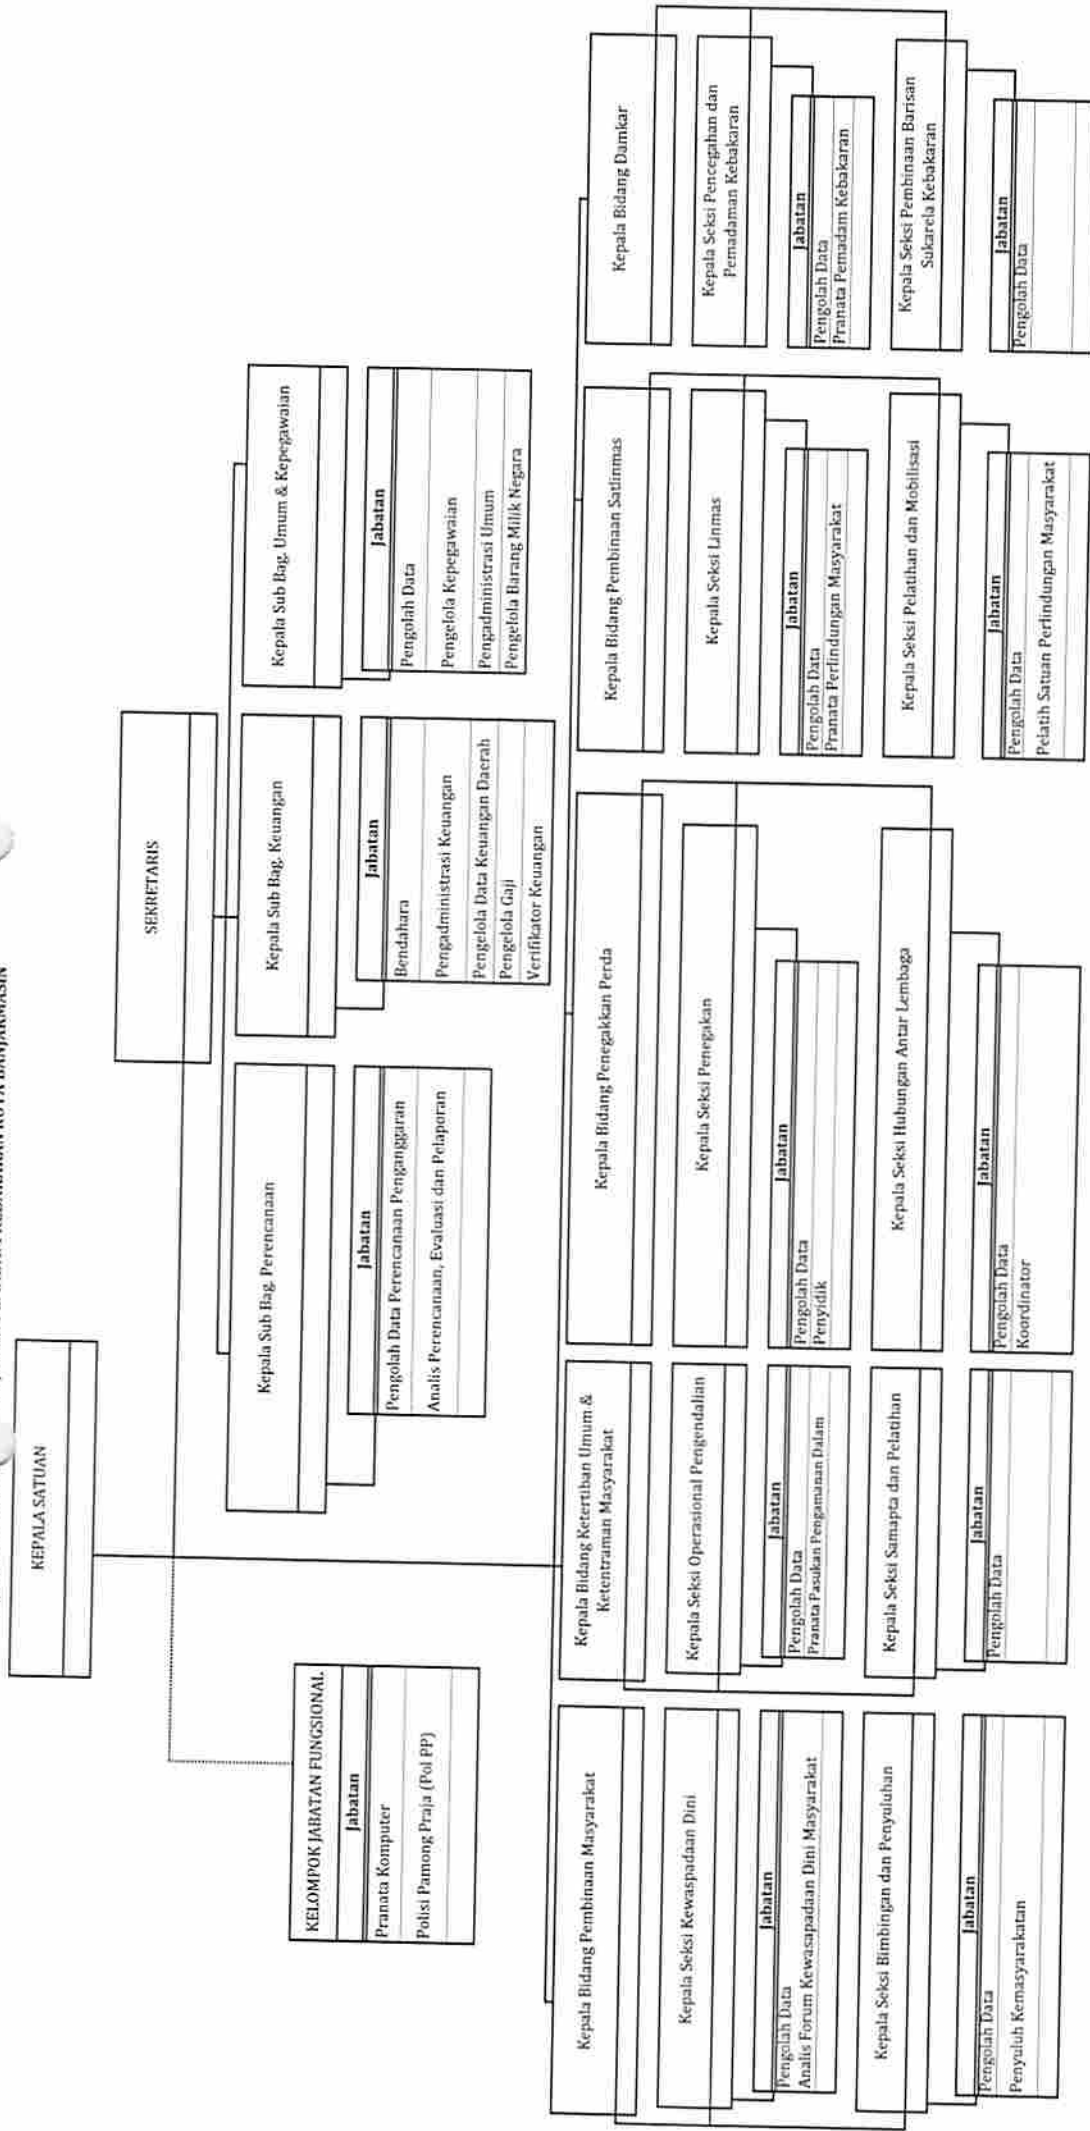 KOTA BANJARMASIN
KEPALA SATUAN
SEKRETARIS
KELOMPOK JABATAN FUNGSIONAL
Jabatan
Pranata Komputer
Polisi Pamong Praja (Pol PP)
Kepala Sub Bag. Perencanaan
Jabatan
Pengolah Data Perencanaan Penganggaran
Analis Perencanaan, Evaluasi dan Pelaporan
Kepala Sub Bag. Keuangan
Jabatan
Bendahara
Pengadministrasi Keuangan
Pengelola Data Keuangan Daerah
Pengelola Gaji
Verifikator Keuangan
Kepala Sub Bag. Umum & Kepegawaian
Jabatan
Pengolah Data
Pengelola Kepegawaian
Pengadministrasi Umum
Pengelola Barang Milik Negara
Kepala Bidang Pembinaan Masyarakat
Kepala Seksi Kewaspadaan Dini
Jabatan
Pengolah Data
Analis Forum Kewasapadaan Dini Masyarakat
Kepala Seksi Bimbingan dan Penyuluhan
Jabatan
Pengolah Data
Penyuluh Kemasyarakatan
Kepala Bidang Ketertiban Umum &
Ketentraman Masyarakat
Kepala Seksi Operasional Pengendalian
Jabatan
Pengolah Data
Pranata Pasukan Pengamanan Dalam
Kepala Seksi Samapta dan Pelatihan
Jabatan
Pengolah Data
Kepala Bidang Penegakkan Perda
Kepala Seksi Penegakan
Jabatan
Pengolah Data
Penyidik
Kepala Seksi Hubungan Antar Lembaga
Jabatan
Pengolah Data
Koordinator
Kepala Bidang Pembinaan Satlinmas
Kepala Seksi Linmas
Jabatan
Pengolah Data
Pranata Perlindungan Masyarakat
Kepala Seksi Pelatihan dan Mobilisasi
Jabatan
Pengolah Data
Pelatih Satuan Perlindungan Masyarakat
Kepala Bidang Damkar
Kepala Seksi Pencegahan dan
Pemadaman Kebakaran
Jabatan
Pengolah Data
Pranata Pemadam Kebakaran
Kepala Seksi Pembinaan Barisan
Sukarela Kebakaran
Jabatan
Pengolah Data